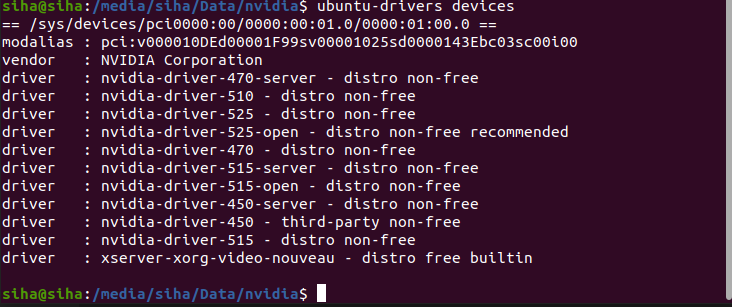 siha@siha:/media/siha/Data/nvidia$ ubuntu-drivers devices
== /sys/devices/pci0000:00/0000:00:01.0/0000:01:00.0 ==
modalias : pci:v000010DEd00001F99sv00001025sd0000143Ebc03sc00i00
vendor   : NVIDIA Corporation
driver   : nvidia-driver-470-server - distro non-free
driver   : nvidia-driver-510 - distro non-free
driver   : nvidia-driver-525 - distro non-free
driver   : nvidia-driver-525-open - distro non-free recommended
driver   : nvidia-driver-470 - distro non-free
driver   : nvidia-driver-515-server - distro non-free
driver   : nvidia-driver-515-open - distro non-free
driver   : nvidia-driver-450-server - distro non-free
driver   : nvidia-driver-450 - third-party non-free
driver   : nvidia-driver-515 - distro non-free
driver   : xserver-xorg-video-nouveau - distro free builtin
siha@siha:/media/siha/Data/nvidia$